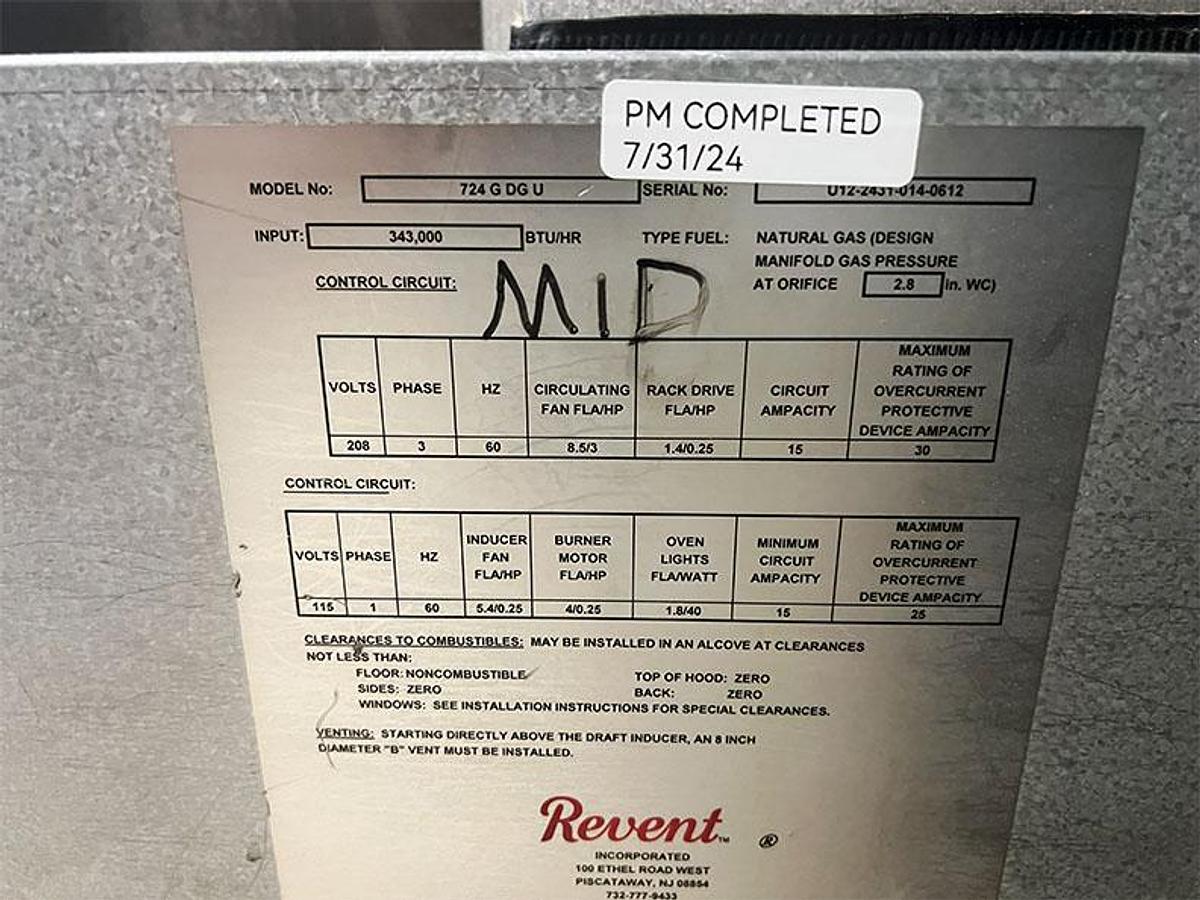 PM COMPLETED
7/31/24
MODEL No: 724 G DG U SERIAL No: U12-2431-014-0612
INPUT: 343,000 BTU/HR TYPE FUEL: NATURAL GAS (DESIGN
MANIFOLD GAS PRESSURE
CONTROL CIRCUIT: AT ORIFICE 2.8 in. WC)
MID
VOLTS PHASE HZ CIRCULATING FAN FLA/HP RACK DRIVE FLA/HP CIRCUIT AMPACITY MAXIMUM RATING OF OVERCURRENT PROTECTIVE DEVICE AMPACITY
208 3 60 8.5/3 1.4/0.25 15 30
CONTROL CIRCUIT:
VOLTS PHASE HZ INDUCER FAN FLA/HP BURNER MOTOR FLA/HP OVEN LIGHTS FLA/WATT MINIMUM CIRCUIT AMPACITY MAXIMUM RATING OF OVERCURRENT PROTECTIVE DEVICE AMPACITY
115 1 60 5.4/0.25 4/0.25 1.8/40 15 25
CLEARANCES TO COMBUSTIBLES: MAY BE INSTALLED IN AN ALCOVE AT CLEARANCES
NOT LESS THAN:
FLOOR: NONCOMBUSTIBLE TOP OF HOOD: ZERO
SIDES: ZERO BACK: ZERO
WINDOWS: SEE INSTALLATION INSTRUCTIONS FOR SPECIAL CLEARANCES.
VENTING: STARTING DIRECTLY ABOVE THE DRAFT INDUCER, AN 8 INCH
DIAMETER "B" VENT MUST BE INSTALLED.
Revent™ ®
INCORPORATED
100 ETHEL ROAD WEST
PISCATAWAY, NJ 08854
732-777-9433